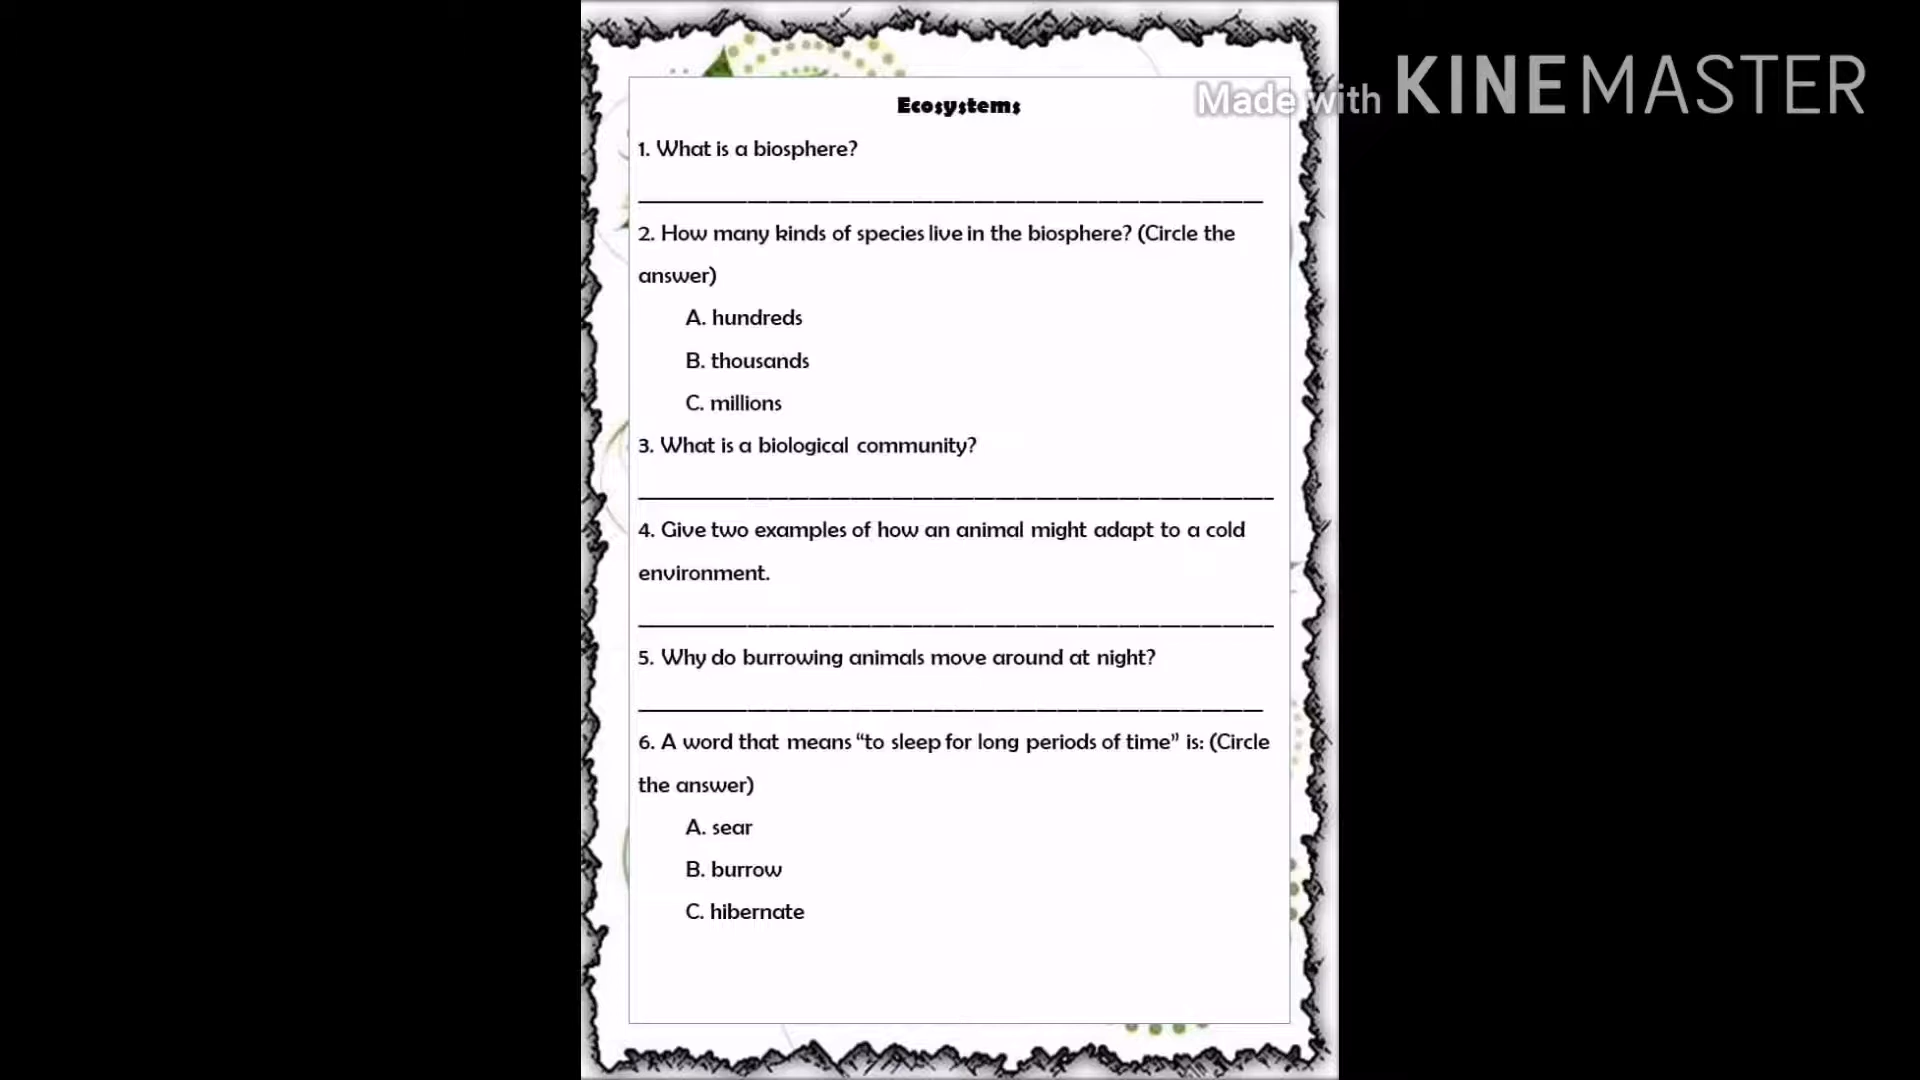 Made with KINEMASTER
Ecosystems
1. What is a biosphere?
2. How many kinds of species live in the biosphere? (Circle the
answer)
A. hundreds
B. thousands
C. millions
3. What is a biological community?
4. Give two examples of how an animal might adapt to a cold
environment.
5. Why do burrowing animals move around at night?
6. A word that means “to sleep for long periods of time” is: (Circle
the answer)
A. sear
B. burrow
C. hibernate